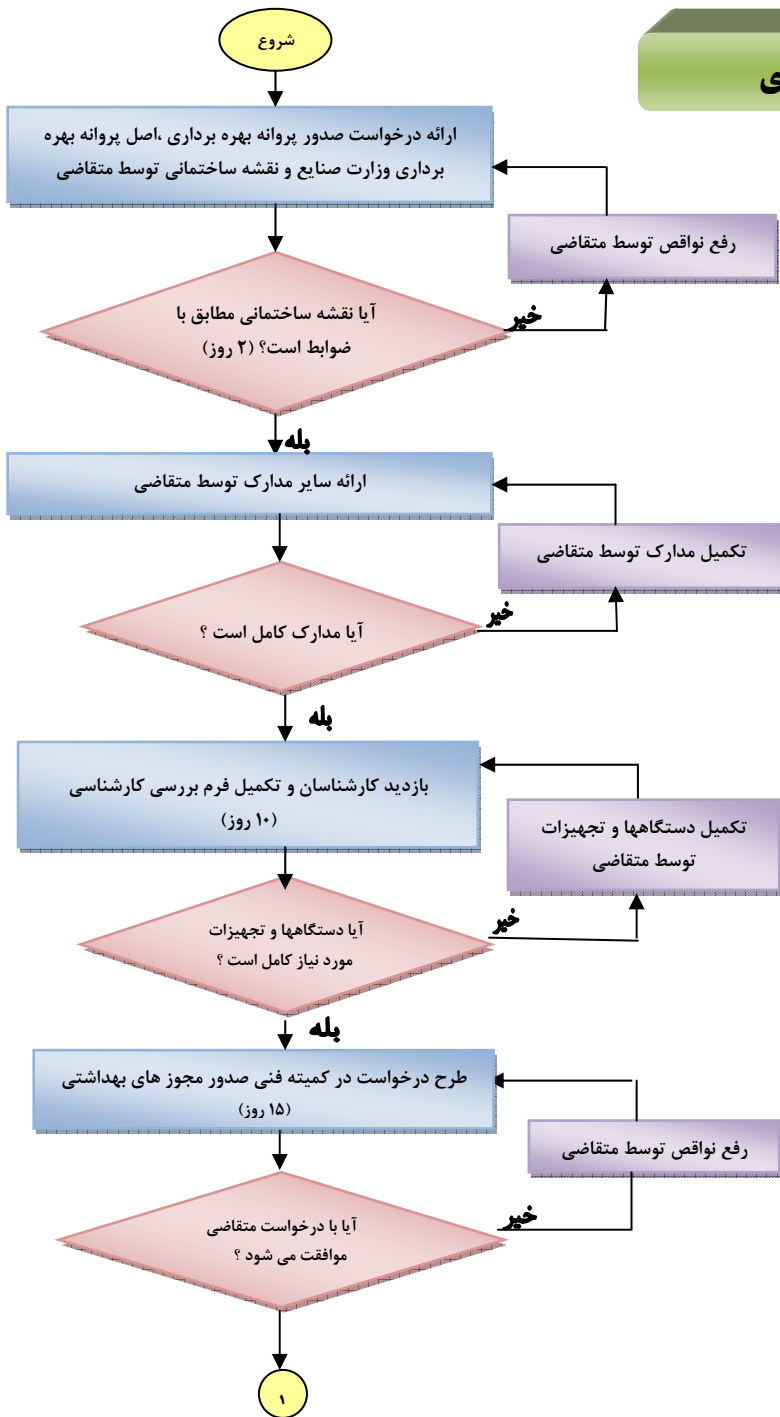 شروع
ارائه درخواست صدور پروانه بهره برداری ،اصل پروانه بهره
برداری وزارت صنایع و نقشه ساختمانی توسط متقاضی
رفع نواقص توسط متقاضی
آیا نقشه ساختمانی مطابق با
ضوابط است؟ (۲ روز)
خیر
بله
ارائه سایر مدارک توسط متقاضی
تکمیل مدارک توسط متقاضی
آیا مدارک کامل است ؟
خیر
بله
بازدید کارشناسان و تکمیل فرم بررسی کارشناسی
(۱۰ روز)
تکمیل دستگاهها و تجهیزات
توسط متقاضی
آیا دستگاهها و تجهیزات
مورد نیاز کامل است ؟
خیر
بله
طرح درخواست در کمیته فنی صدور مجوز های بهداشتی
(۱۵ روز)
رفع نواقص توسط متقاضی
آیا با درخواست متقاضی
موافقت می شود ؟
خیر
۱